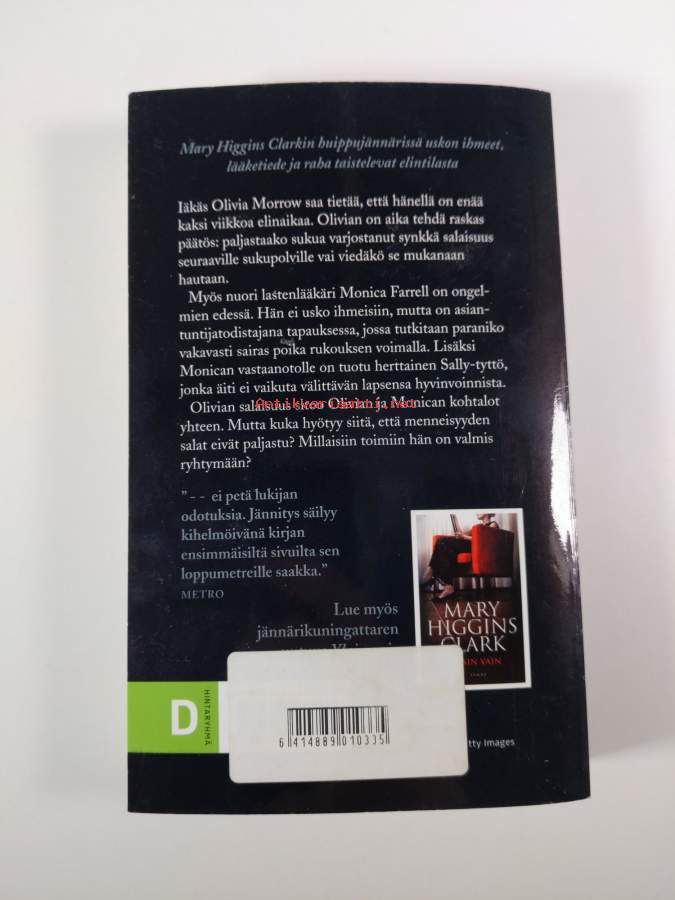 Mary Higgins Clarkin huippujännärissä uskon ihmeet,
lääketiede ja raha taistelevat elintilasta
Iäkäs Olivia Morrow saa tietää, että hänellä on enää
kaksi viikkoa elinaikaa. Olivian on aika tehdä raskas
päätös: paljastaako sukua varjostanut synkkä salaisuus
seuraaville sukupolville vai viedäkö se mukanaan
hautaan.
Myös nuori lastenlääkäri Monica Farrell on ongel-
mien edessä. Hän ei usko ihmeisiin, mutta on asian-
tuntijatodistajana tapauksessa, jossa tutkitaan paraniko
vakavasti sairas poika rukouksen voimalla. Lisäksi
Monican vastaanotolle on tuotu herttainen Sally-tyttö,
jonka äiti ei vaikuta välittävän lapsensa hyvinvoinnista.
Olivian salaisuus sitoo Olivian ja Monican kohtalot
yhteen. Mutta kuka hyötyy siitä, että menneisyyden
salat eivät paljastu? Millaisiin toimiin hän on valmis
ryhtymään?
"-- ei petä lukijan
odotuksia. Jännitys säilyy
kihelmöivänä kirjan
ensimmäisiltä sivuilta sen
loppumetreille saakka."
METRO
Lue myös
jännärikuningattaren
MARY
HIGGINS
CLARK
VAIN
D
HINTARYHMÄ
6 414889 010335
tty Images